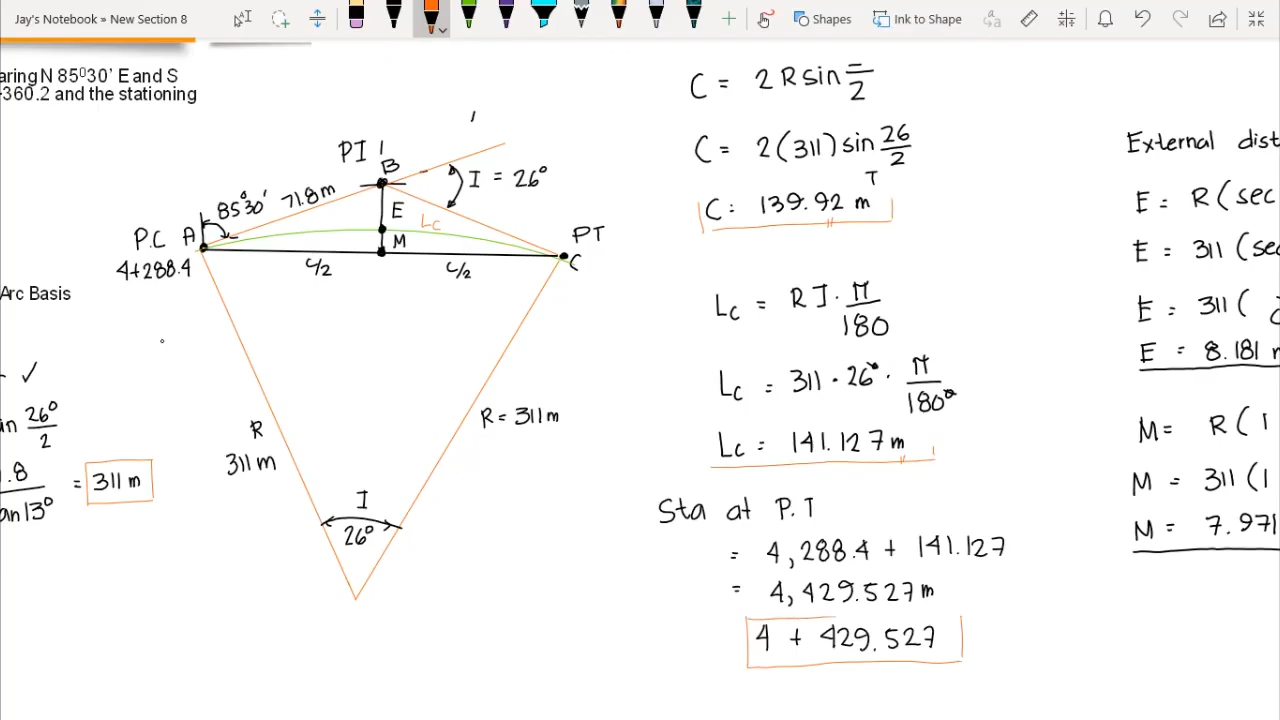 Jay's Notebook » New Section 8
Shapes
Ink to Shape
aring N 85⁰30' E and S
+360.2 and the stationing
Arc Basis
✓
in 26°/2
1.8 / an 13° = 311 m
PI
B
I = 26°
85°30' 71.8 m
E
Lc
P.C A
4+288.4
M
PT
C
C/2
C/2
R
311 m
R = 311 m
I
26°
C = 2 R sin /2
C = 2(311) sin 26/2
C = 139.92 m
T
Lc = R I · π/180
Lc = 311 · 26° · π/180°
Lc = 141.127 m
Sta at P.T
= 4,288.4 + 141.127
= 4,429.527 m
4 + 429.527
External dist
E = R (sec
E = 311 (sec
E = 311 (
E = 8.181 m
M = R ( 1
M = 311 (1
M = 7.971